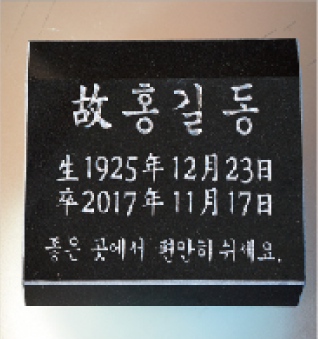 故홍길동
生1925年12月23日
卒2017年11月17日
좋은 곳에서 편안히 쉬세요.